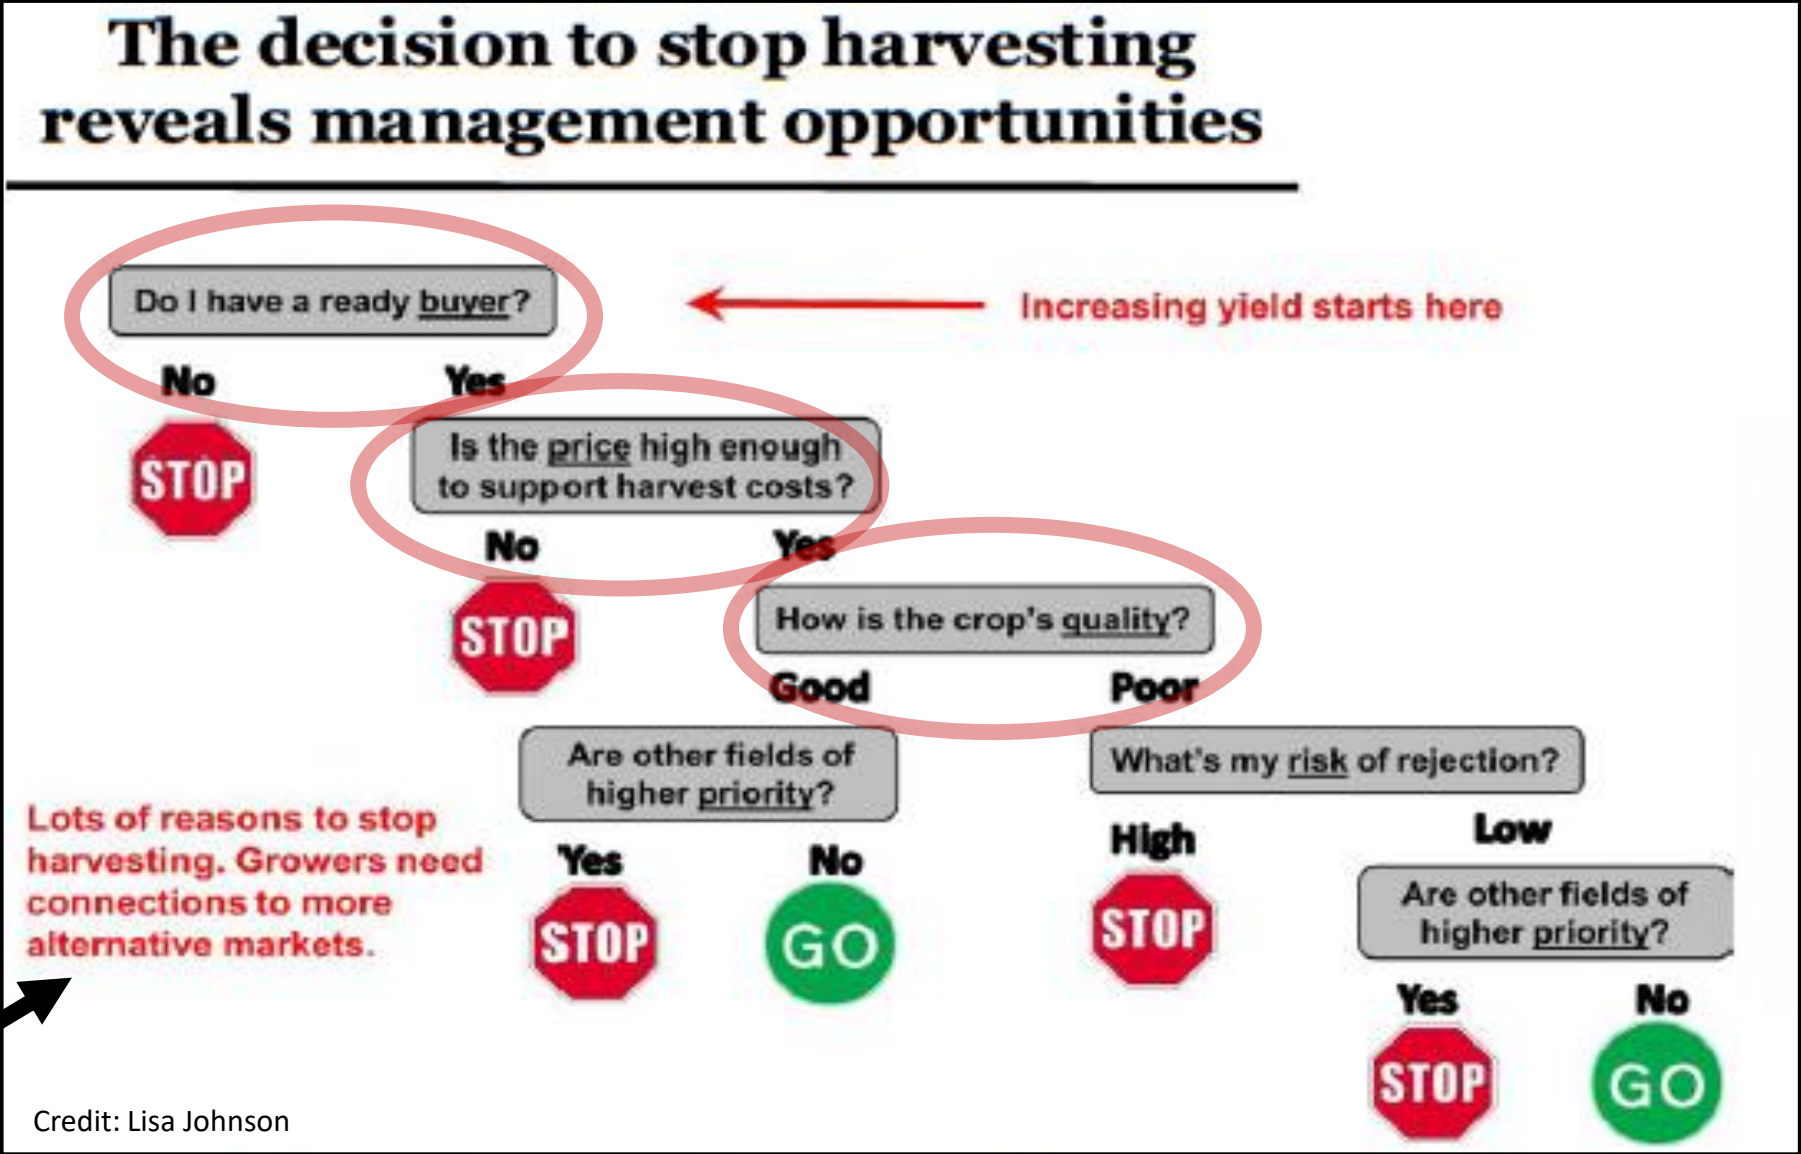 The decision to stop harvesting
reveals management opportunities
Do I have a ready buyer?
Increasing yield starts here
No
Yes
STOP
Is the price high enough
to support harvest costs?
No
Yes
STOP
How is the crop's quality?
Good
Poor
Are other fields of
higher priority?
What's my risk of rejection?
Lots of reasons to stop
harvesting. Growers need
connections to more
alternative markets.
Yes
No
High
Low
STOP
GO
STOP
Are other fields of
higher priority?
Yes
No
STOP
GO
Credit: Lisa Johnson